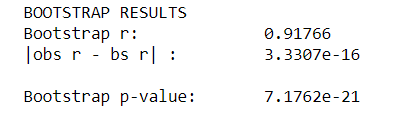 BOOTSTRAP RESULTS
Bootstrap r: 0.91766
|obs r - bs r| : 3.3307e-16
Bootstrap p-value: 7.1762e-21